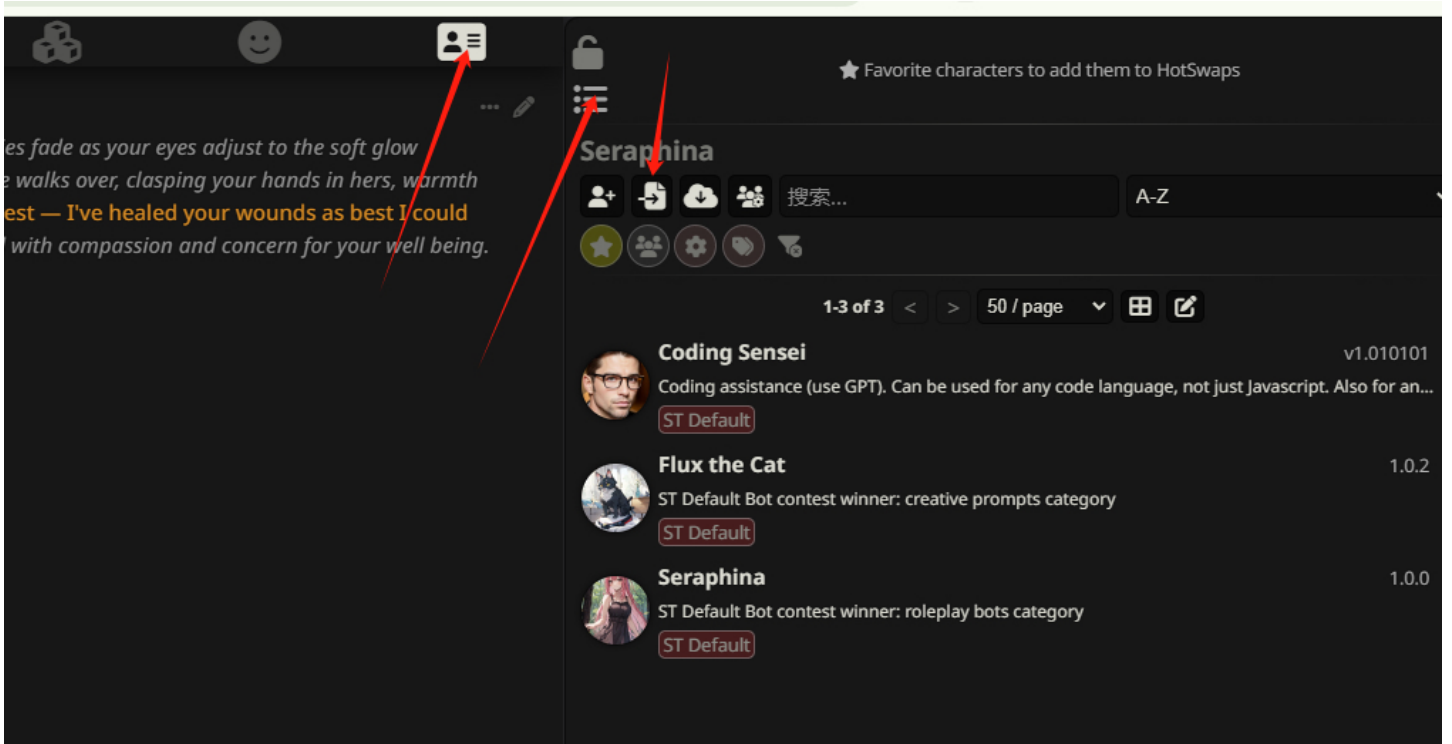 Favorite characters to add them to HotSwaps
es fade as your eyes adjust to the soft glow
walks over, clasping your hands in hers, warmth
est — I've healed your wounds as best I could
with compassion and concern for your well being.
Seraphina
搜索...
A-Z
1-3 of 3 < > 50 / page
Coding Sensei
v1.010101
Coding assistance (use GPT). Can be used for any code language, not just Javascript. Also for an...
ST Default
Flux the Cat
1.0.2
ST Default Bot contest winner: creative prompts category
ST Default
Seraphina
1.0.0
ST Default Bot contest winner: roleplay bots category
ST Default